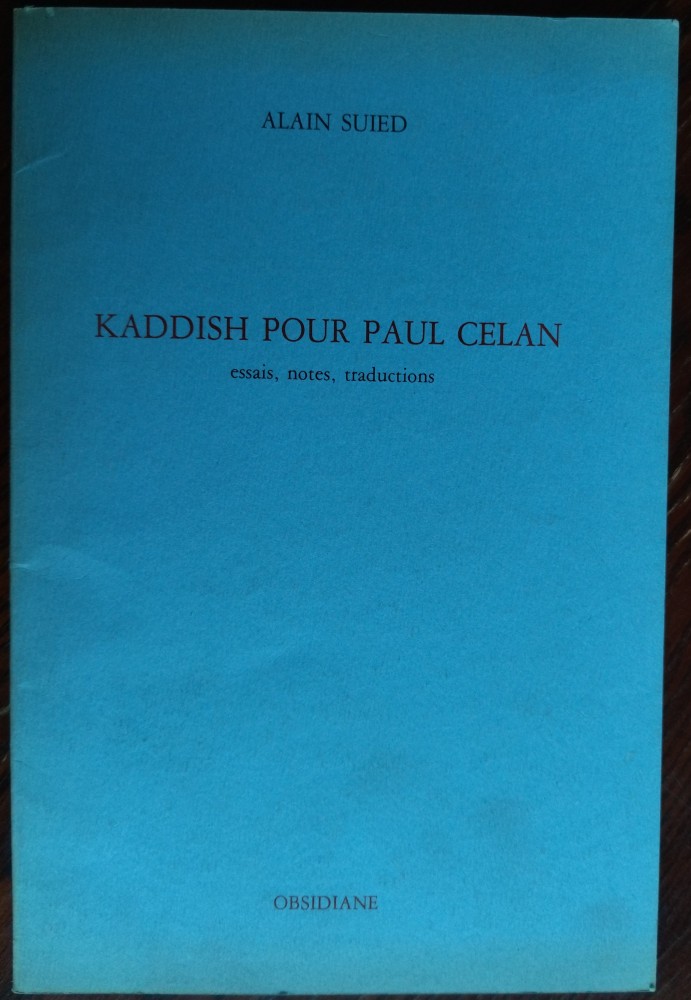 ALAIN SUIED
KADDISH POUR PAUL CELAN
essais, notes, traductions
OBSIDIANE